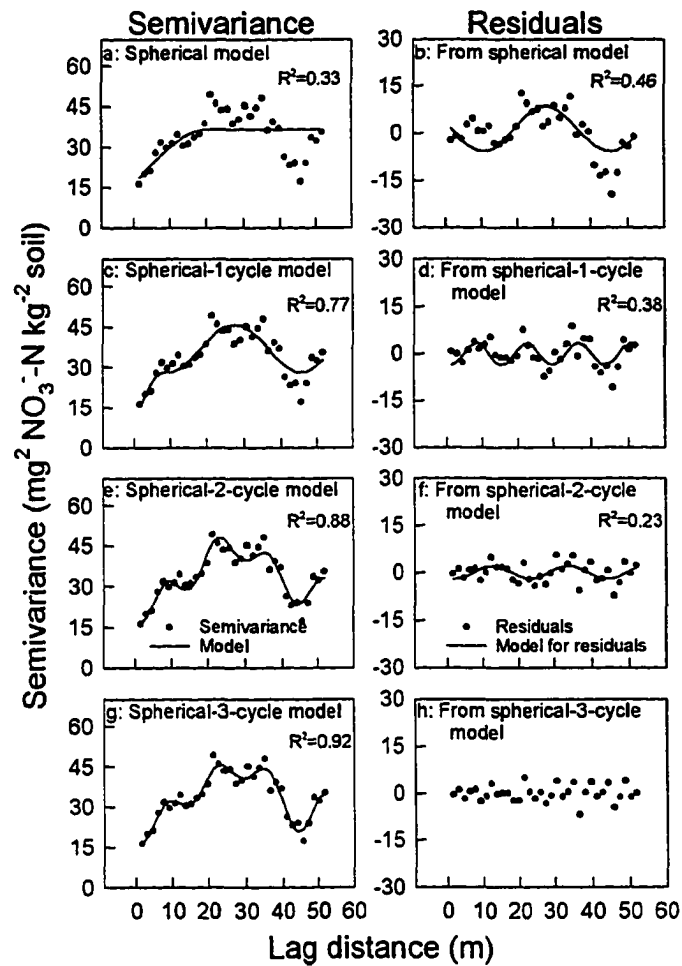 Semivariance
Residuals
a: Spherical model
R²=0.33
60
45
30
15
0
b: From spherical model
R²=0.46
30
15
0
-15
-30
c: Spherical-1cycle model
R²=0.77
60
45
30
15
0
d: From spherical-1-cycle
model
R²=0.38
30
15
0
-15
-30
e: Spherical-2-cycle model
R²=0.88
60
45
30
15
0
Semivariance
Model
f: From spherical-2-cycle
model
R²=0.23
30
15
0
-15
-30
Residuals
Model for residuals
g: Spherical-3-cycle model
R²=0.92
60
45
30
15
0
h: From spherical-3-cycle
model
30
15
0
-15
-30
0 10 20 30 40 50 60
0 10 20 30 40 50 60
Semivariance (mg² NO₃⁻-N kg⁻² soil)
Lag distance (m)